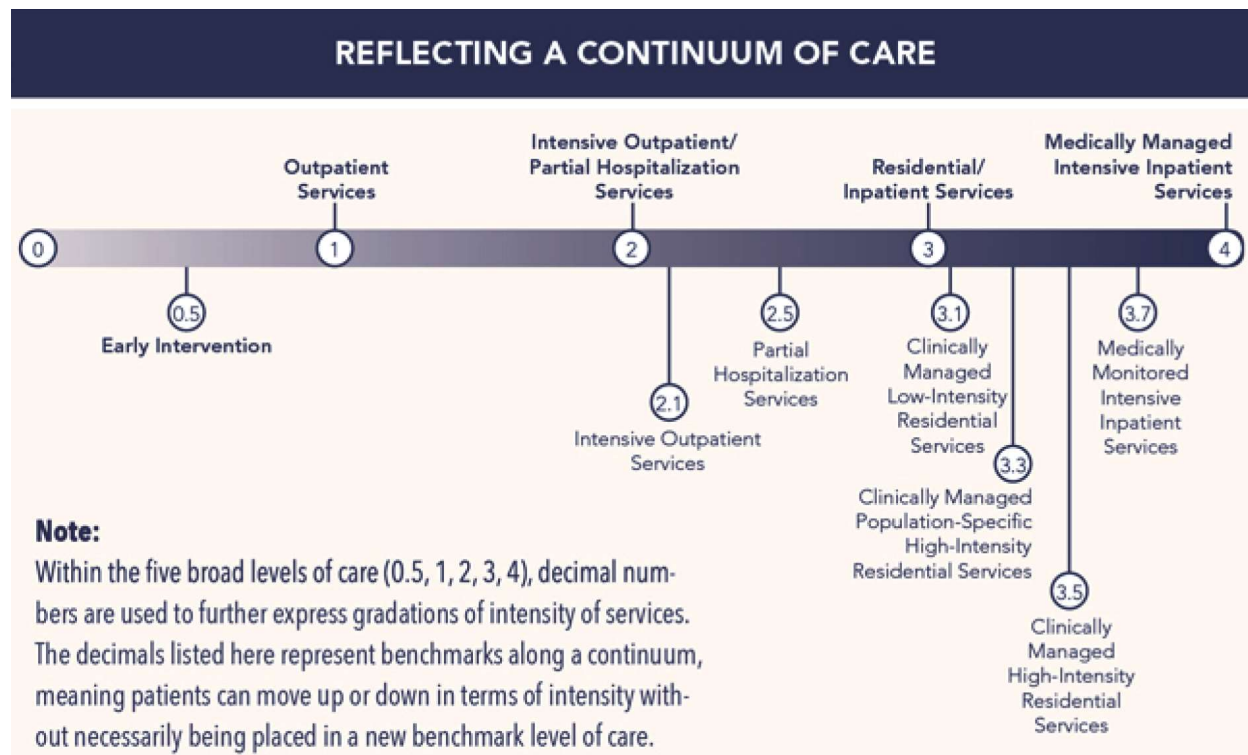 REFLECTING A CONTINUUM OF CARE
Outpatient
Services
Intensive Outpatient/
Partial Hospitalization
Services
Residential/
Inpatient Services
Medically Managed
Intensive Inpatient
Services
0
1
2
3
4
0.5
Early Intervention
2.1
Intensive Outpatient
Services
2.5
Partial
Hospitalization
Services
3.1
Clinically
Managed
Low-Intensity
Residential
Services
3.3
Clinically Managed
Population-Specific
High-Intensity
Residential Services
3.5
Clinically
Managed
High-Intensity
Residential
Services
3.7
Medically
Monitored
Intensive
Inpatient
Services
Note:
Within the five broad levels of care (0.5, 1, 2, 3, 4), decimal num-
bers are used to further express gradations of intensity of services.
The decimals listed here represent benchmarks along a continuum,
meaning patients can move up or down in terms of intensity with-
out necessarily being placed in a new benchmark level of care.